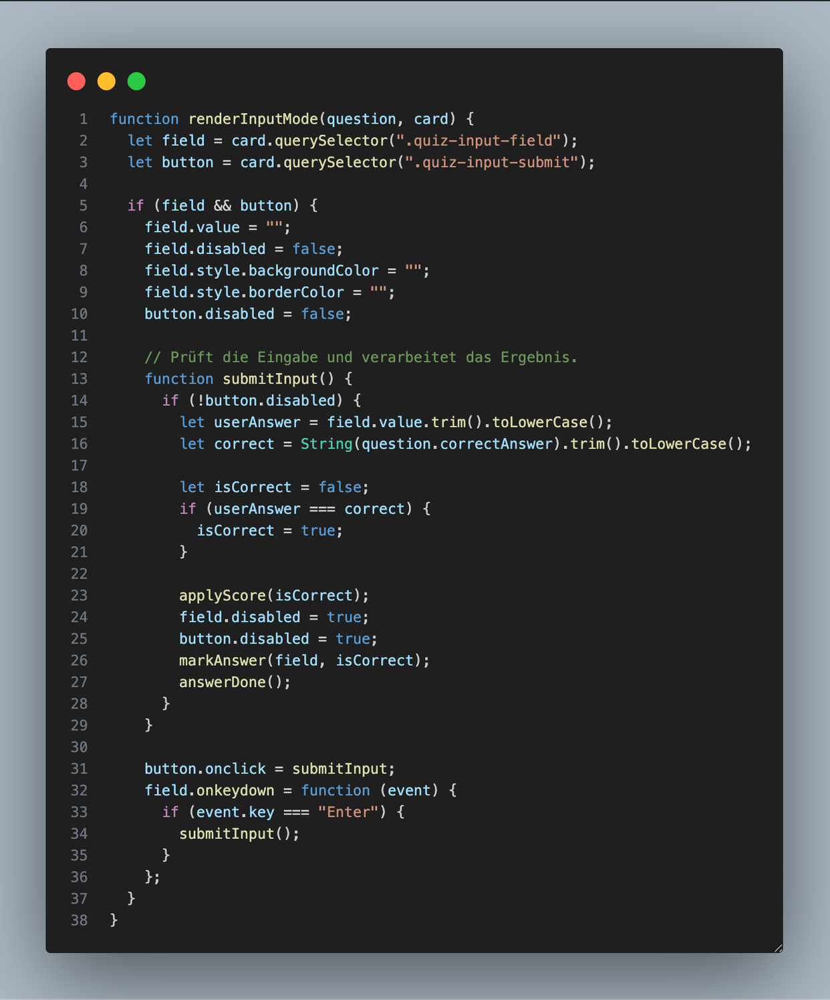 1 function renderInputMode(question, card) {
2   let field = card.querySelector(".quiz-input-field");
3   let button = card.querySelector(".quiz-input-submit");
4
5   if (field && button) {
6     field.value = "";
7     field.disabled = false;
8     field.style.backgroundColor = "";
9     field.style.borderColor = "";
10     button.disabled = false;
11
12     // Prüft die Eingabe und verarbeitet das Ergebnis.
13     function submitInput() {
14       if (!button.disabled) {
15         let userAnswer = field.value.trim().toLowerCase();
16         let correct = String(question.correctAnswer).trim().toLowerCase();
17
18         let isCorrect = false;
19         if (userAnswer === correct) {
20           isCorrect = true;
21         }
22
23         applyScore(isCorrect);
24         field.disabled = true;
25         button.disabled = true;
26         markAnswer(field, isCorrect);
27         answerDone();
28       }
29     }
30
31     button.onclick = submitInput;
32     field.onkeydown = function (event) {
33       if (event.key === "Enter") {
34         submitInput();
35       }
36     };
37   }
38 }